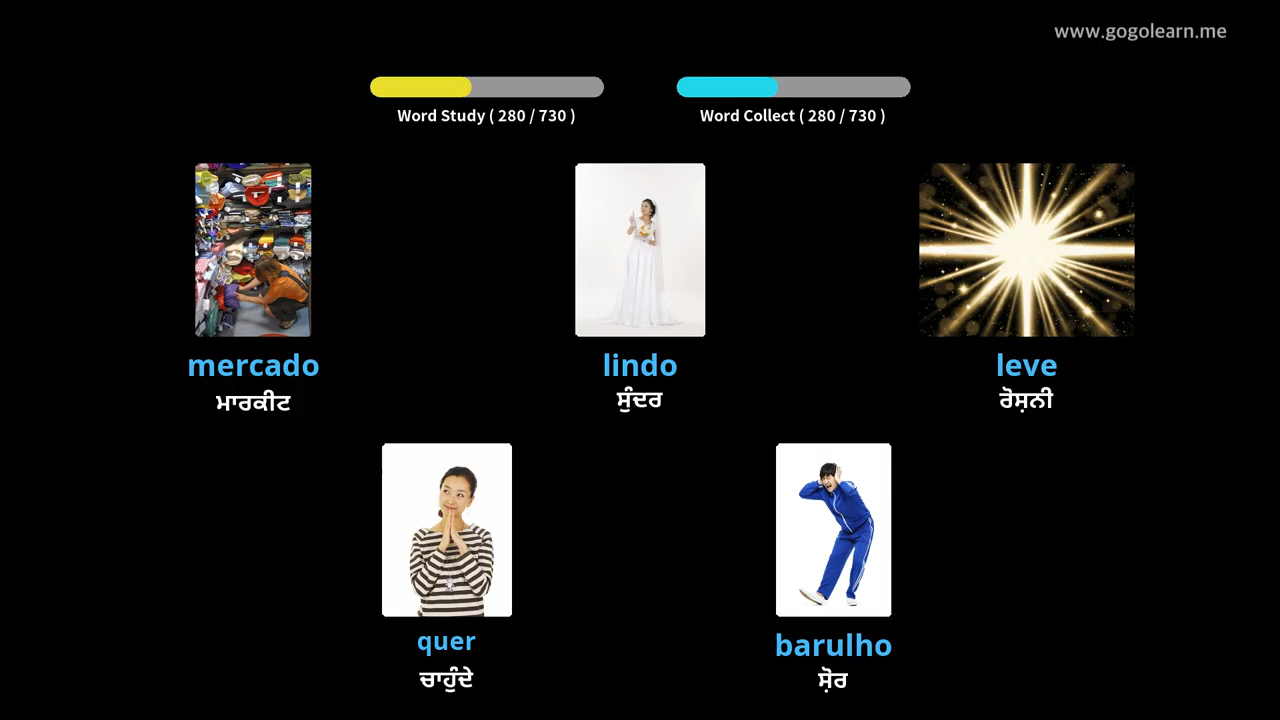 www.gogolearn.me
Word Study ( 280 / 730 )
Word Collect ( 280 / 730 )
mercado
ਮਾਰਕੀਟ
lindo
ਸੁੰਦਰ
leve
ਰੋਸ਼ਨੀ
quer
ਚਾਹੁੰਦੇ
barulho
ਸ਼ੋਰ